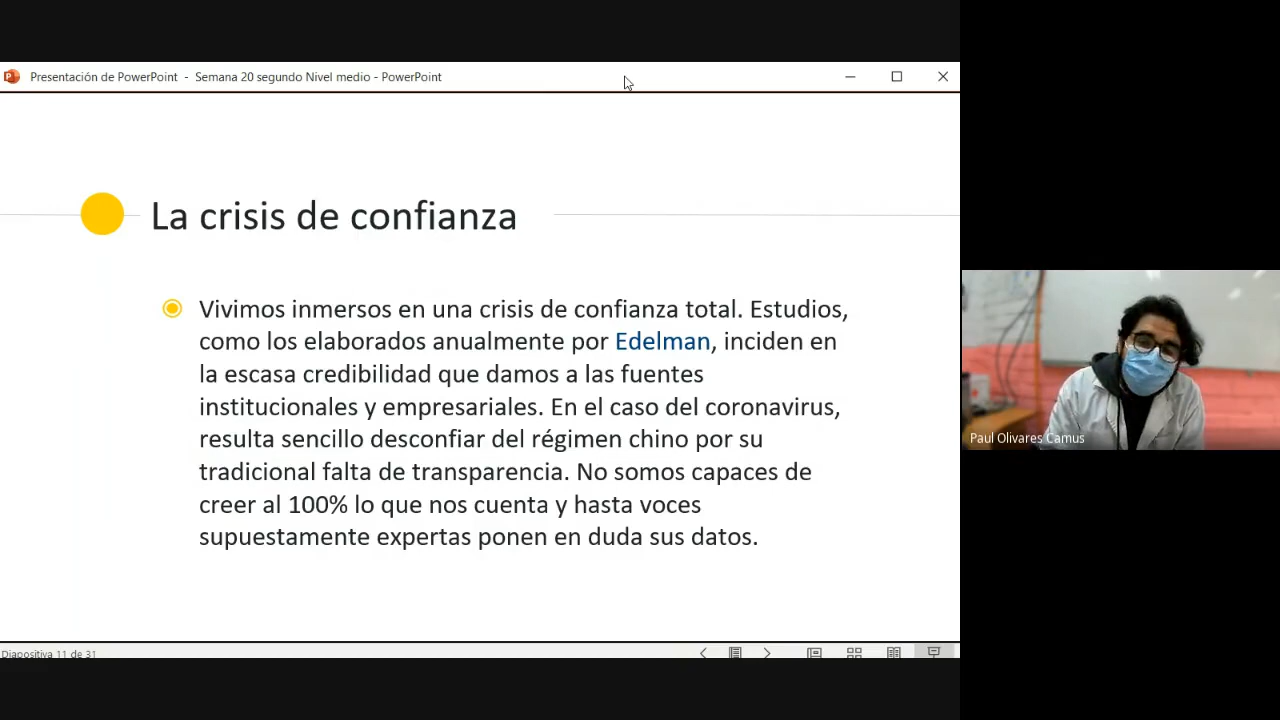 Presentación de PowerPoint - Semana 20 segundo Nivel medio - PowerPoint
La crisis de confianza
Vivimos inmersos en una crisis de confianza total. Estudios,
como los elaborados anualmente por Edelman, inciden en
la escasa credibilidad que damos a las fuentes
institucionales y empresariales. En el caso del coronavirus,
resulta sencillo desconfiar del régimen chino por su
tradicional falta de transparencia. No somos capaces de
creer al 100% lo que nos cuenta y hasta voces
supuestamente expertas ponen en duda sus datos.
Paul Olivares Camus
Diapositiva 11 de 31